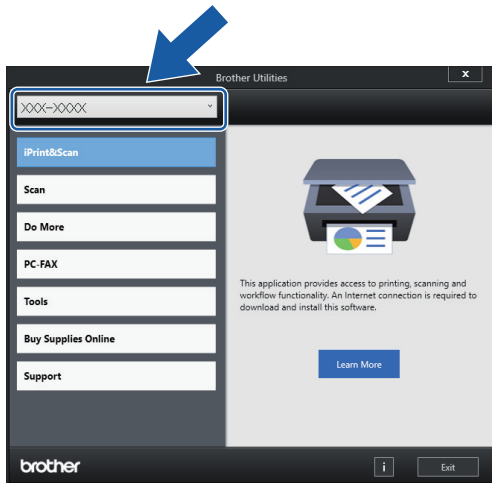 Brother Utilities
x
XXX-XXXX
iPrint&Scan
Scan
Do More
PC-FAX
Tools
Buy Supplies Online
Support
This application provides access to printing, scanning and
workflow functionality. An Internet connection is required to
download and install this software.
Learn More
brother
i
Exit